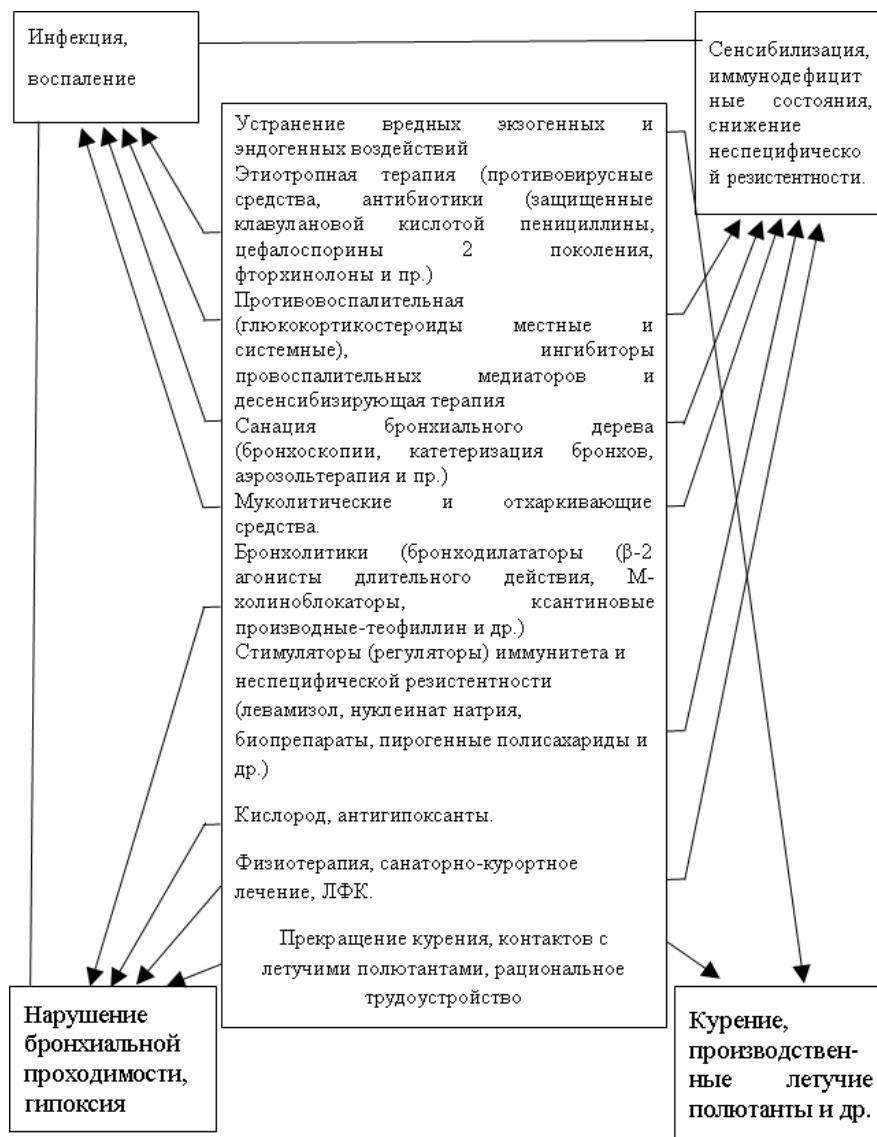 Инфекция,
воспаление
Сенсибилизация,
иммунодефицит
ные состояния,
снижение
неспецифическо
й резистентности.
Устранение вредных экзогенных и
эндогенных воздействий
Этиотропная терапия (противовирусные
средства, антибиотики (защищенные
клавулановой кислотой пенициллины,
цефалоспорины 2 поколения,
фторхинолоны и пр.)
Противовоспалительная
(глюкокортикостероиды местные и
системные), ингибиторы
провоспалительных медиаторов и
десенсибизирующая терапия
Санация бронхиального дерева
(бронхоскопии, катетеризация бронхов,
аэрозольтерапия и пр.)
Муколитические и отхаркивающие
средства.
Бронхолитики (бронходилататоры (β-2
агонисты длительного действия, М-
холиноблокаторы, ксантиновые
производные-теофиллин и др.)
Стимуляторы (регуляторы) иммунитета и
неспецифической резистентности
(левамизол, нуклеинат натрия,
биопрепараты, пирогенные полисахариды и
др.)
Кислород, антигипоксанты.
Физиотерапия, санаторно-курортное
лечение, ЛФК.
Прекращение курения, контактов с
летучими полютантами, рациональное
трудоустройство
Нарушение
бронхиальной
проходимости,
гипоксия
Курение,
производствен-
ные летучие
полютанты и др.